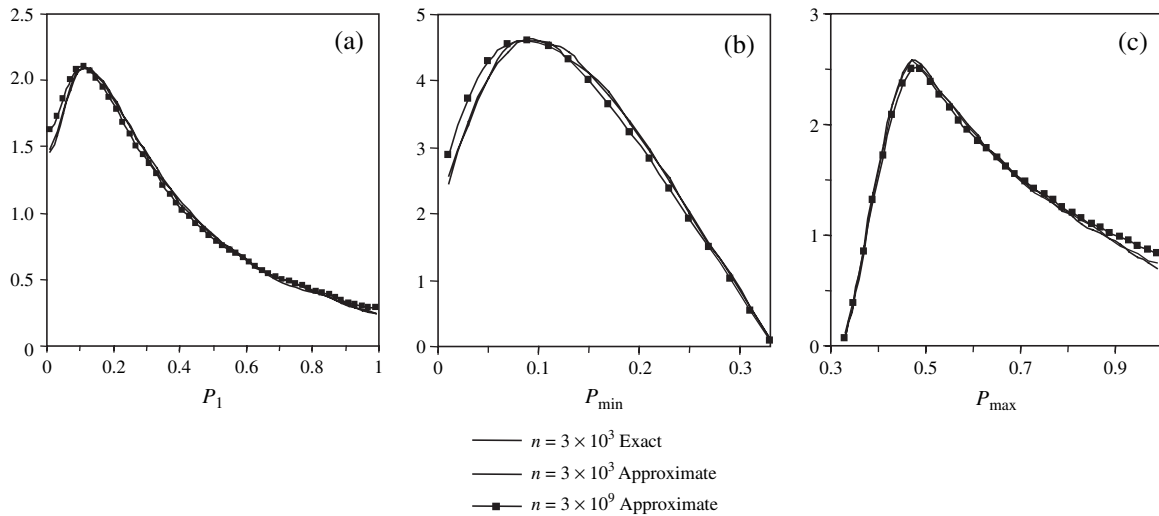 (a)
2.5
2.0
1.5
1.0
0.5
0
0 0.2 0.4 0.6 0.8 1
P1
(b)
5
4
3
2
1
0
0 0.1 0.2 0.3
Pmin
(c)
3
2
1
0
0.3 0.5 0.7 0.9
Pmax
n = 3 × 10³ Exact
n = 3 × 10³ Approximate
n = 3 × 10⁹ Approximate